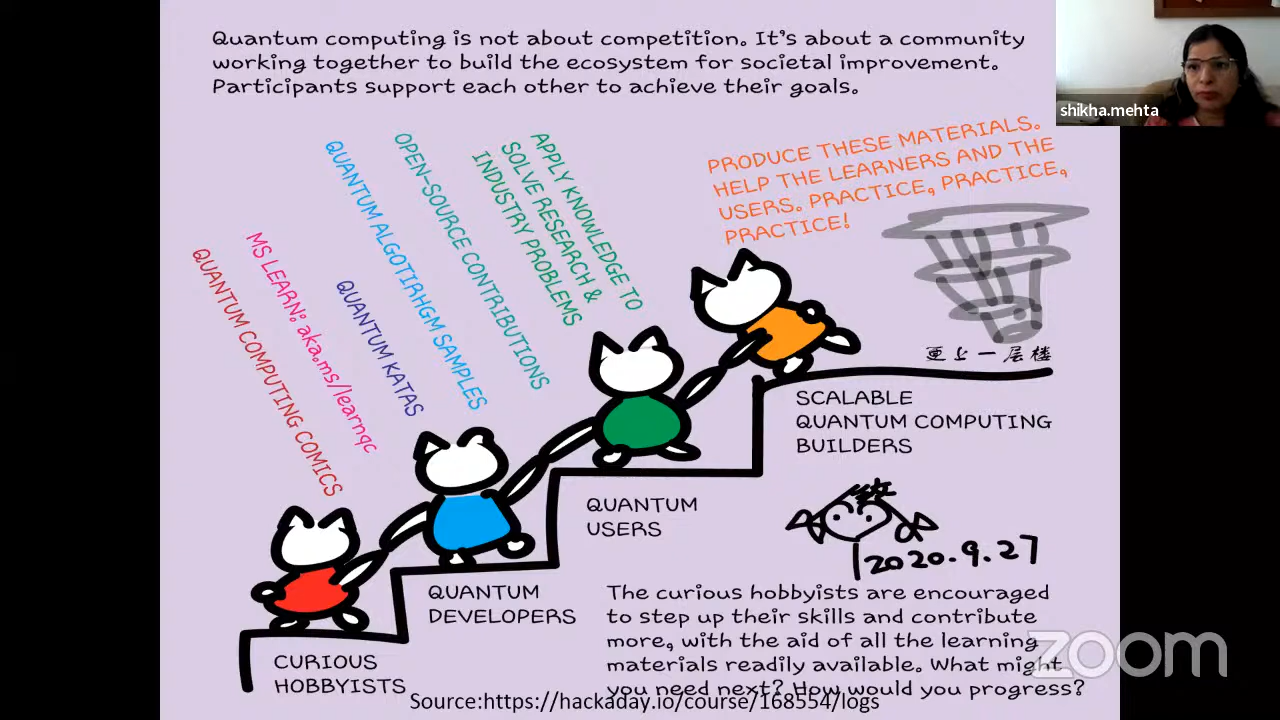 Quantum computing is not about competition. It's about a community
working together to build the ecosystem for societal improvement.
Participants support each other to achieve their goals.
shikha.mehta
QUANTUM COMPUTING COMICS
MS LEARN: aka.ms/learnqc
QUANTUM KATAS
QUANTUM ALGOTIRHGM SAMPLES
OPEN-SOURCE CONTRIBUTIONS
APPLY KNOWLEDGE TO
SOLVE RESEARCH &
INDUSTRY PROBLEMS
PRODUCE THESE MATERIALS.
HELP THE LEARNERS AND THE
USERS. PRACTICE, PRACTICE,
PRACTICE!
更上一层楼
SCALABLE
QUANTUM COMPUTING
BUILDERS
QUANTUM
USERS
QUANTUM
DEVELOPERS
CURIOUS
HOBBYISTS
2020.9.27
The curious hobbyists are encouraged
to step up their skills and contribute
more, with the aid of all the learning
materials readily available. What might
you need next? How would you progress?
zoom
Source:https://hackaday.io/course/168554/logs